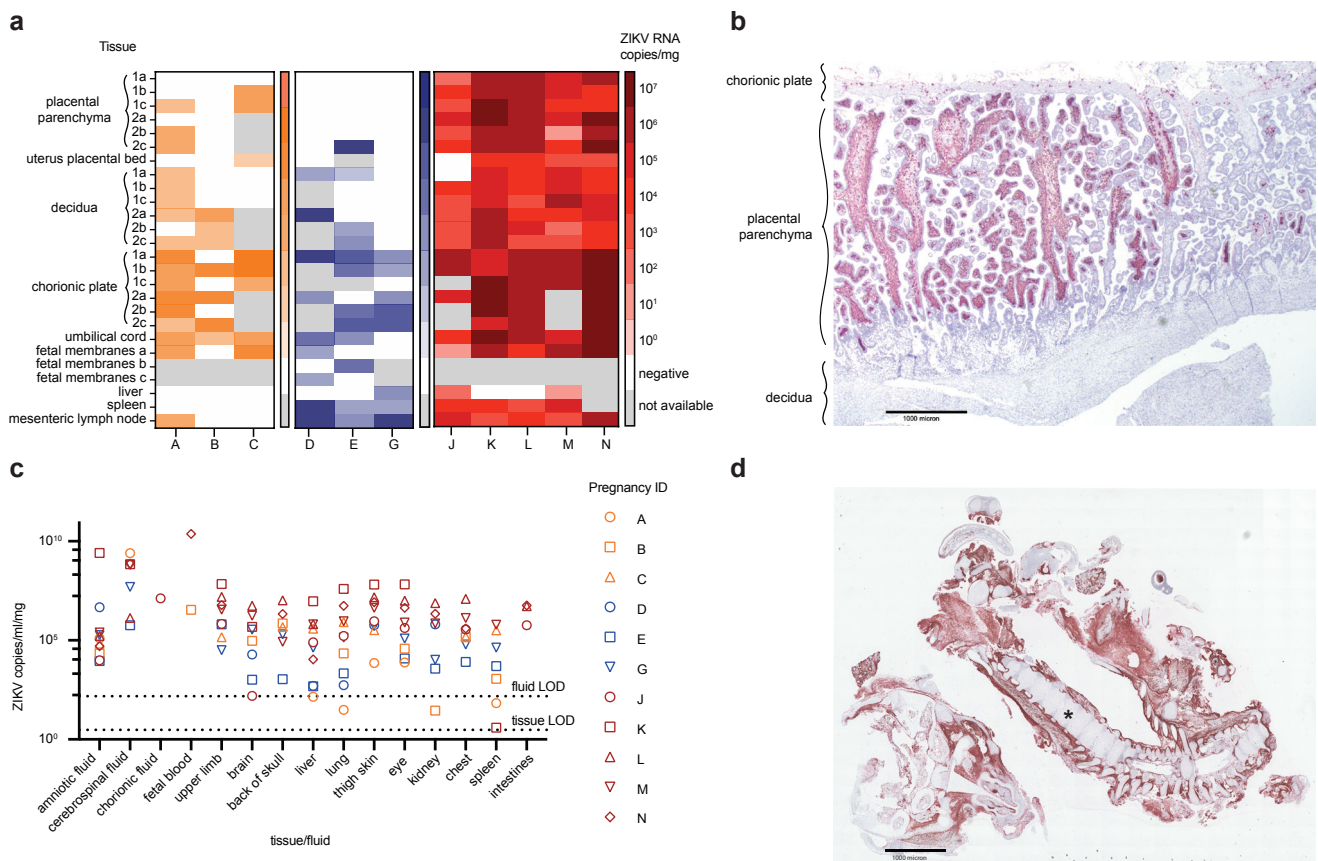 a
Tissue
ZIKV RNA
copies/mg
placental
parenchyma
1a
1b
1c
2a
2b
2c
uterus placental bed
decidua
1a
1b
1c
2a
2b
2c
chorionic plate
1a
1b
1c
2a
2b
2c
umbilical cord
fetal membranes a
fetal membranes b
fetal membranes c
liver
spleen
mesenteric lymph node
A B C
D E G
J K L M N
10⁷
10⁶
10⁵
10⁴
10³
10²
10¹
10⁰
negative
not available
b
chorionic plate
placental
parenchyma
decidua
1000 micron
c
ZIKV copies/ml/mg
10¹⁰
10⁵
10⁰
fluid LOD
tissue LOD
amniotic fluid
cerebrospinal fluid
chorionic fluid
fetal blood
upper limb
brain
back of skull
liver
lung
thigh skin
eye
kidney
chest
spleen
intestines
tissue/fluid
Pregnancy ID
A
B
C
D
E
G
J
K
L
M
N
d
*
1000 micron